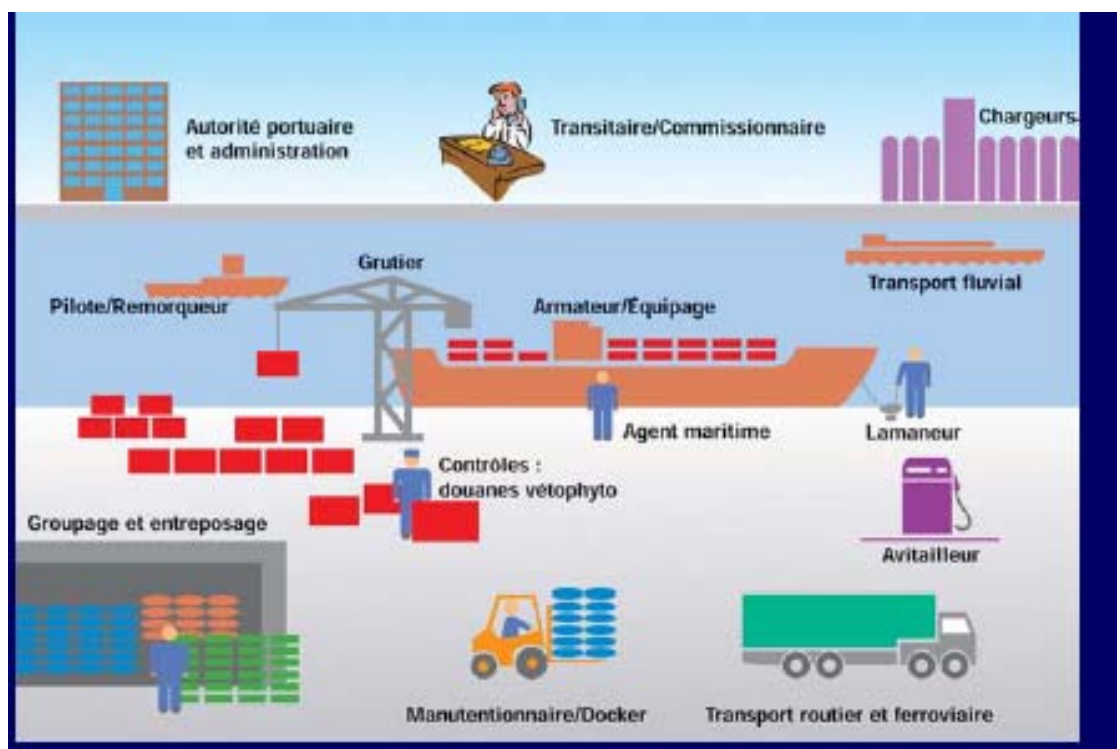 Autorité portuaire
et administration
Transitaire/Commissionnaire
Chargeurs
Pilote/Remorqueur
Grutier
Armateur/Équipage
Transport fluvial
Agent maritime
Lamaneur
Contrôles :
douanes vétophyto
Groupage et entreposage
Avitailleur
Manutentionnaire/Docker
Transport routier et ferroviaire